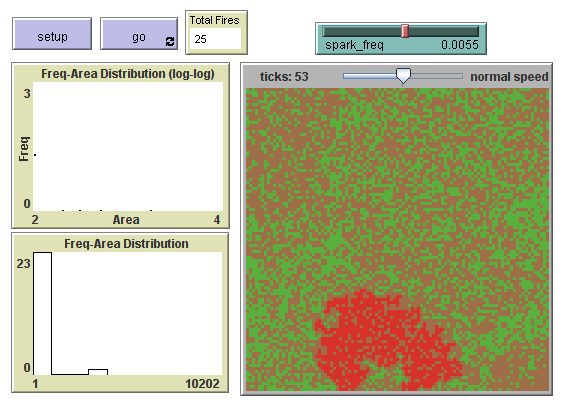 setup
go
Total Fires
25
spark_freq 0.0055
Freq-Area Distribution (log-log)
3
Freq
0
2 Area 4
ticks: 53 normal speed
Freq-Area Distribution
23
0
1 10202